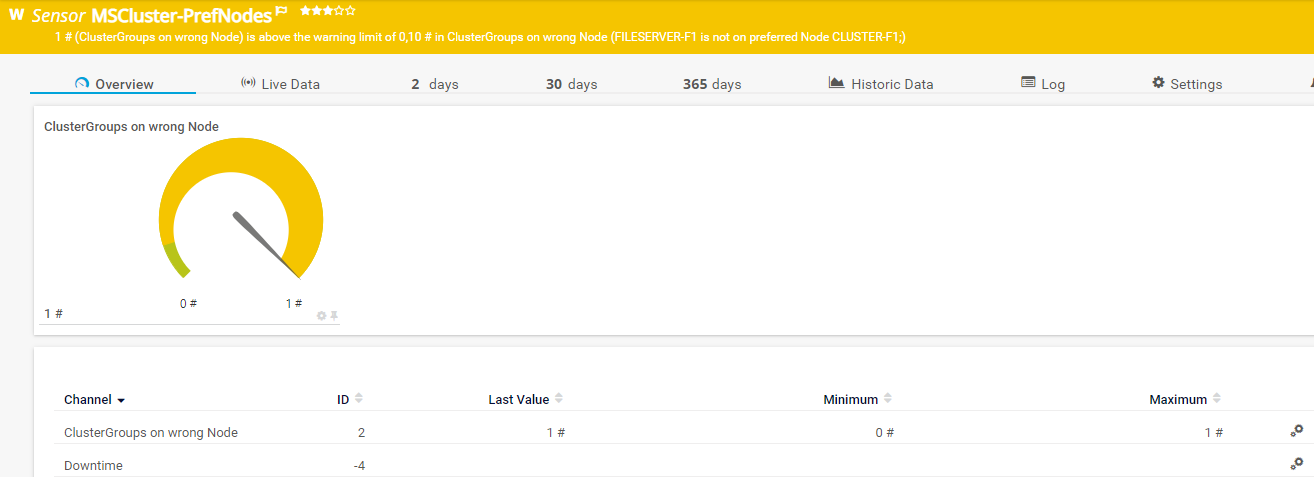 W Sensor MSCluster-PrefNodes
1 # (ClusterGroups on wrong Node) is above the warning limit of 0,10 # in ClusterGroups on wrong Node (FILESERVER-F1 is not on preferred Node CLUSTER-F1;)
Overview Live Data 2 days 30 days 365 days Historic Data Log Settings
ClusterGroups on wrong Node
0 # 1 #
1 #
Channel ID Last Value Minimum Maximum
ClusterGroups on wrong Node 2 1 # 0 # 1 #
Downtime -4